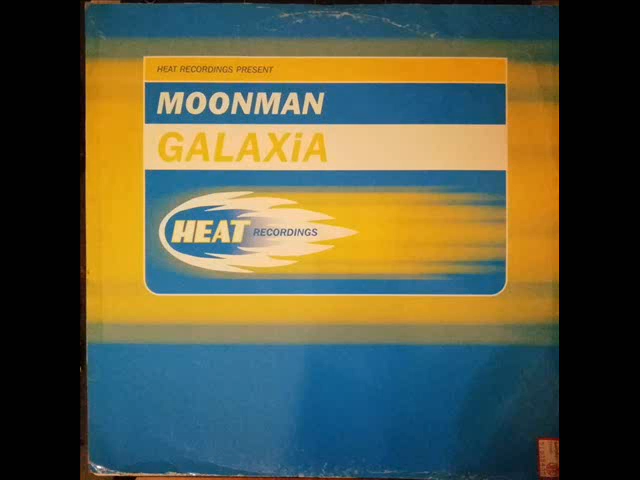 HEAT RECORDINGS PRESENT
MOONMAN
GALAXiA
HEAT RECORDINGS